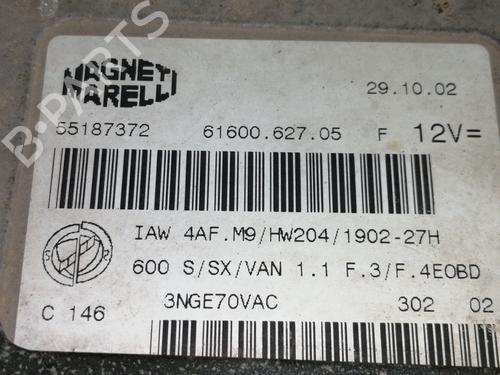 B-PARTS
MAGNETI MARELLI
29.10.02
55187372 61600.627.05 F 12V=
IAW 4AF.M9/HW204/1902-27H
S R
600 S/SX/VAN 1.1 F.3/F.4EOBD
C 146 3NGE70VAC 302 02